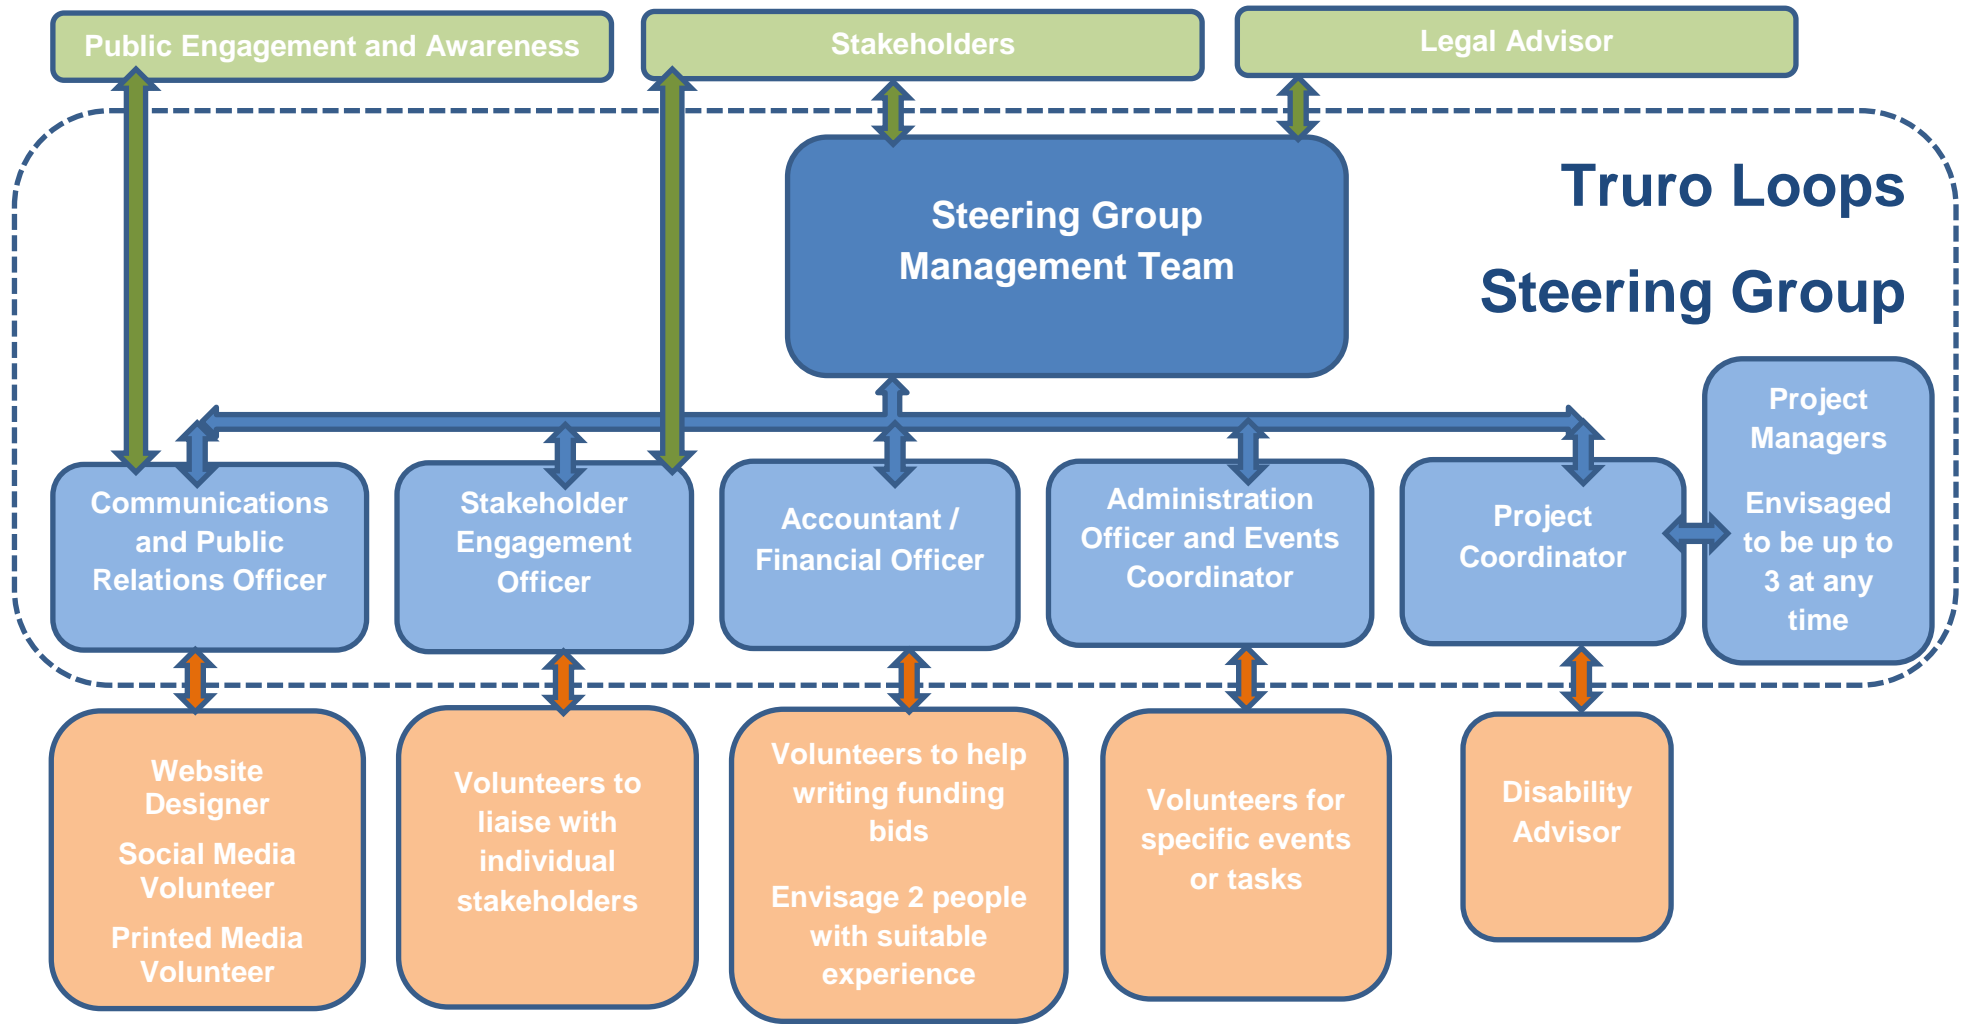 Public Engagement and Awareness
Stakeholders
Legal Advisor
Truro Loops
Steering Group
Steering Group
Management Team
Project
Managers
Envisaged
to be up to
3 at any
time
Communications
and Public
Relations Officer
Stakeholder
Engagement
Officer
Accountant /
Financial Officer
Administration
Officer and Events
Coordinator
Project
Coordinator
Website
Designer
Social Media
Volunteer
Printed Media
Volunteer
Volunteers to
liaise with
individual
stakeholders
Volunteers to help
writing funding
bids
Envisage 2 people
with suitable
experience
Volunteers for
specific events
or tasks
Disability
Advisor